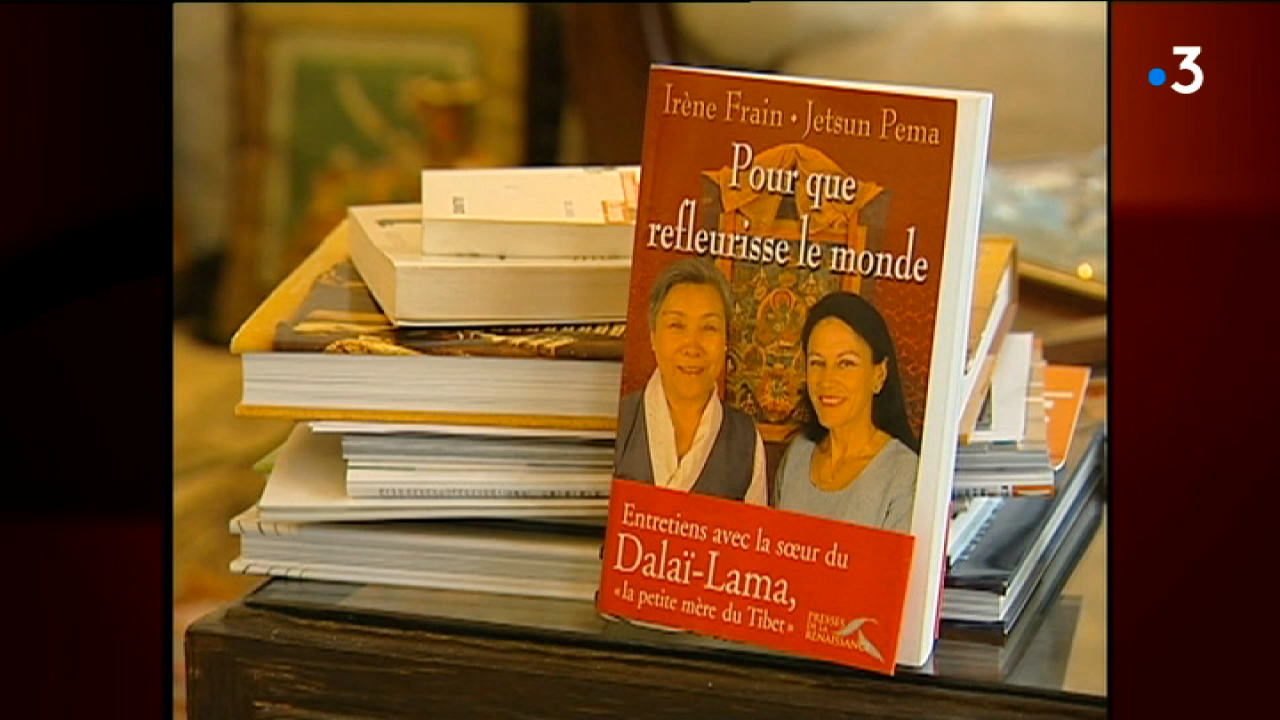 3
Irène Frain • Jetsun Pema
Pour que
refleurisse le monde
Entretiens avec la sœur du
Dalaï-Lama,
«la petite mère du Tibet»
PRESSES
DE LA
RENAISSANCE